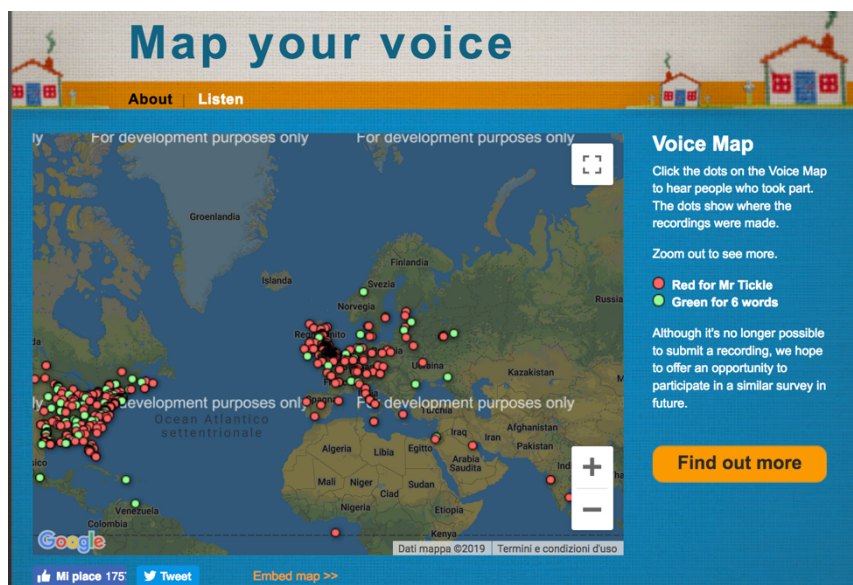 Map your voice
About | Listen
For development purposes only
For development purposes only
Groenlandia
Islanda
Finlandia
Svezia
Norvegia
Russia
Kazakistan
development purposes only
development purposes only
Ocean Atlantico
settentrionale
Turchia
Afghanistan
Iraq
Iran
Pakistan
Algeria
Libia
Egitto
Arabia
Saudita
Mali
Niger
Ciad
Sudan
Nigeria
Etiopia
Kenya
Venezuela
Colombia
Google
Dati mappa ©2019
Termini e condizioni d'uso
Mi piace 175
Tweet
Embed map >>
Voice Map
Click the dots on the Voice Map
to hear people who took part.
The dots show where the
recordings were made.
Zoom out to see more.
Red for Mr Tickle
Green for 6 words
Although it's no longer possible
to submit a recording, we hope
to offer an opportunity to
participate in a similar survey in
future.
Find out more